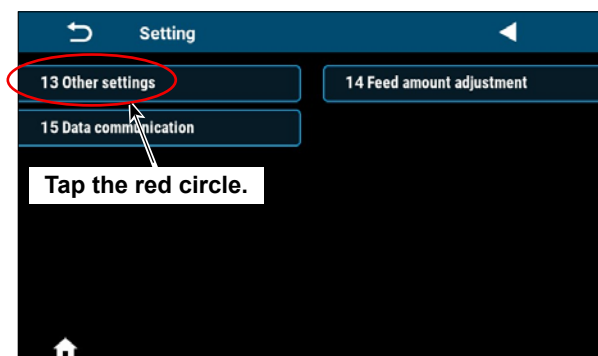 Setting
13 Other settings
14 Feed amount adjustment
15 Data communication
Tap the red circle.